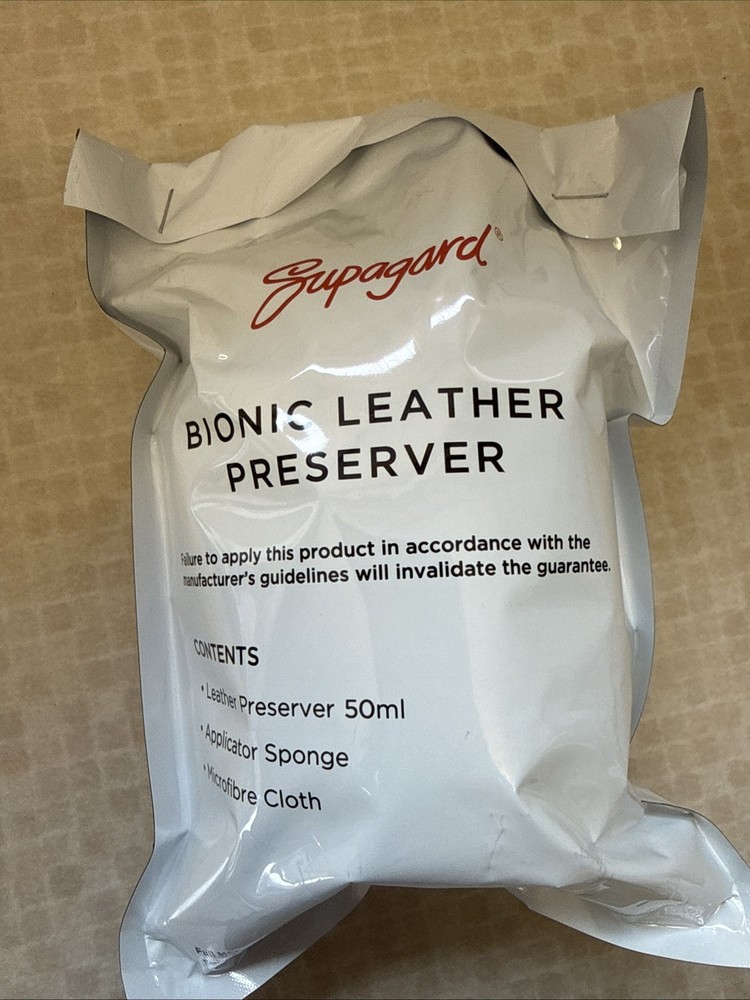 Supagard®
BIONIC LEATHER
PRESERVER
Failure to apply this product in accordance with the
manufacturer's guidelines will invalidate the guarantee.
CONTENTS
• Leather Preserver 50ml
• Applicator Sponge
• Microfibre Cloth